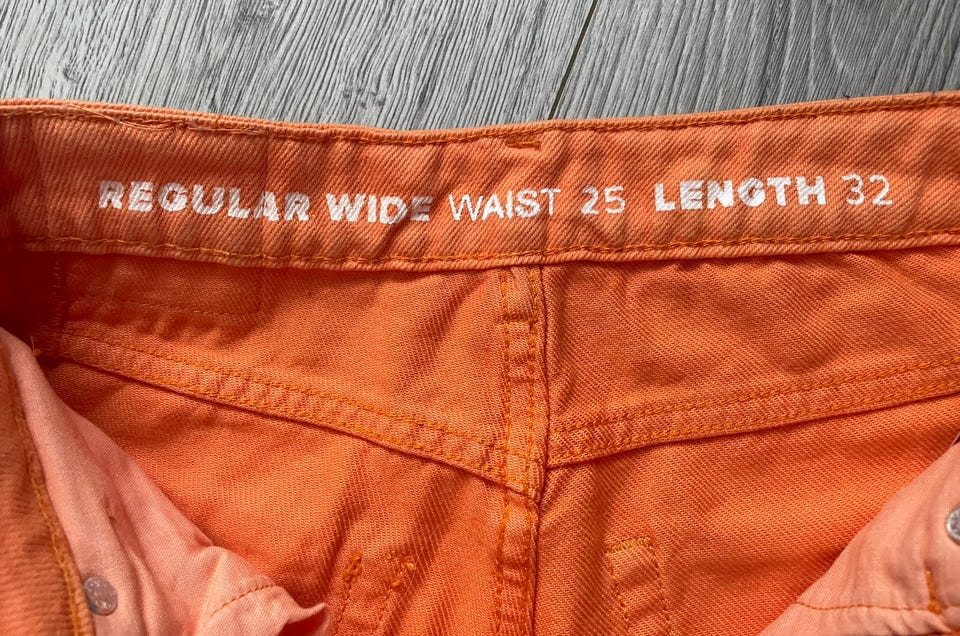 REGULAR WIDE WAIST 25 LENGTH 32